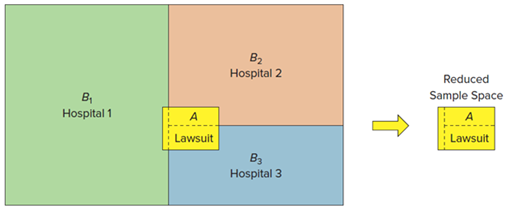 B₁
Hospital 1
B₂
Hospital 2
A
Lawsuit
B₃
Hospital 3
Reduced
Sample Space
A
Lawsuit